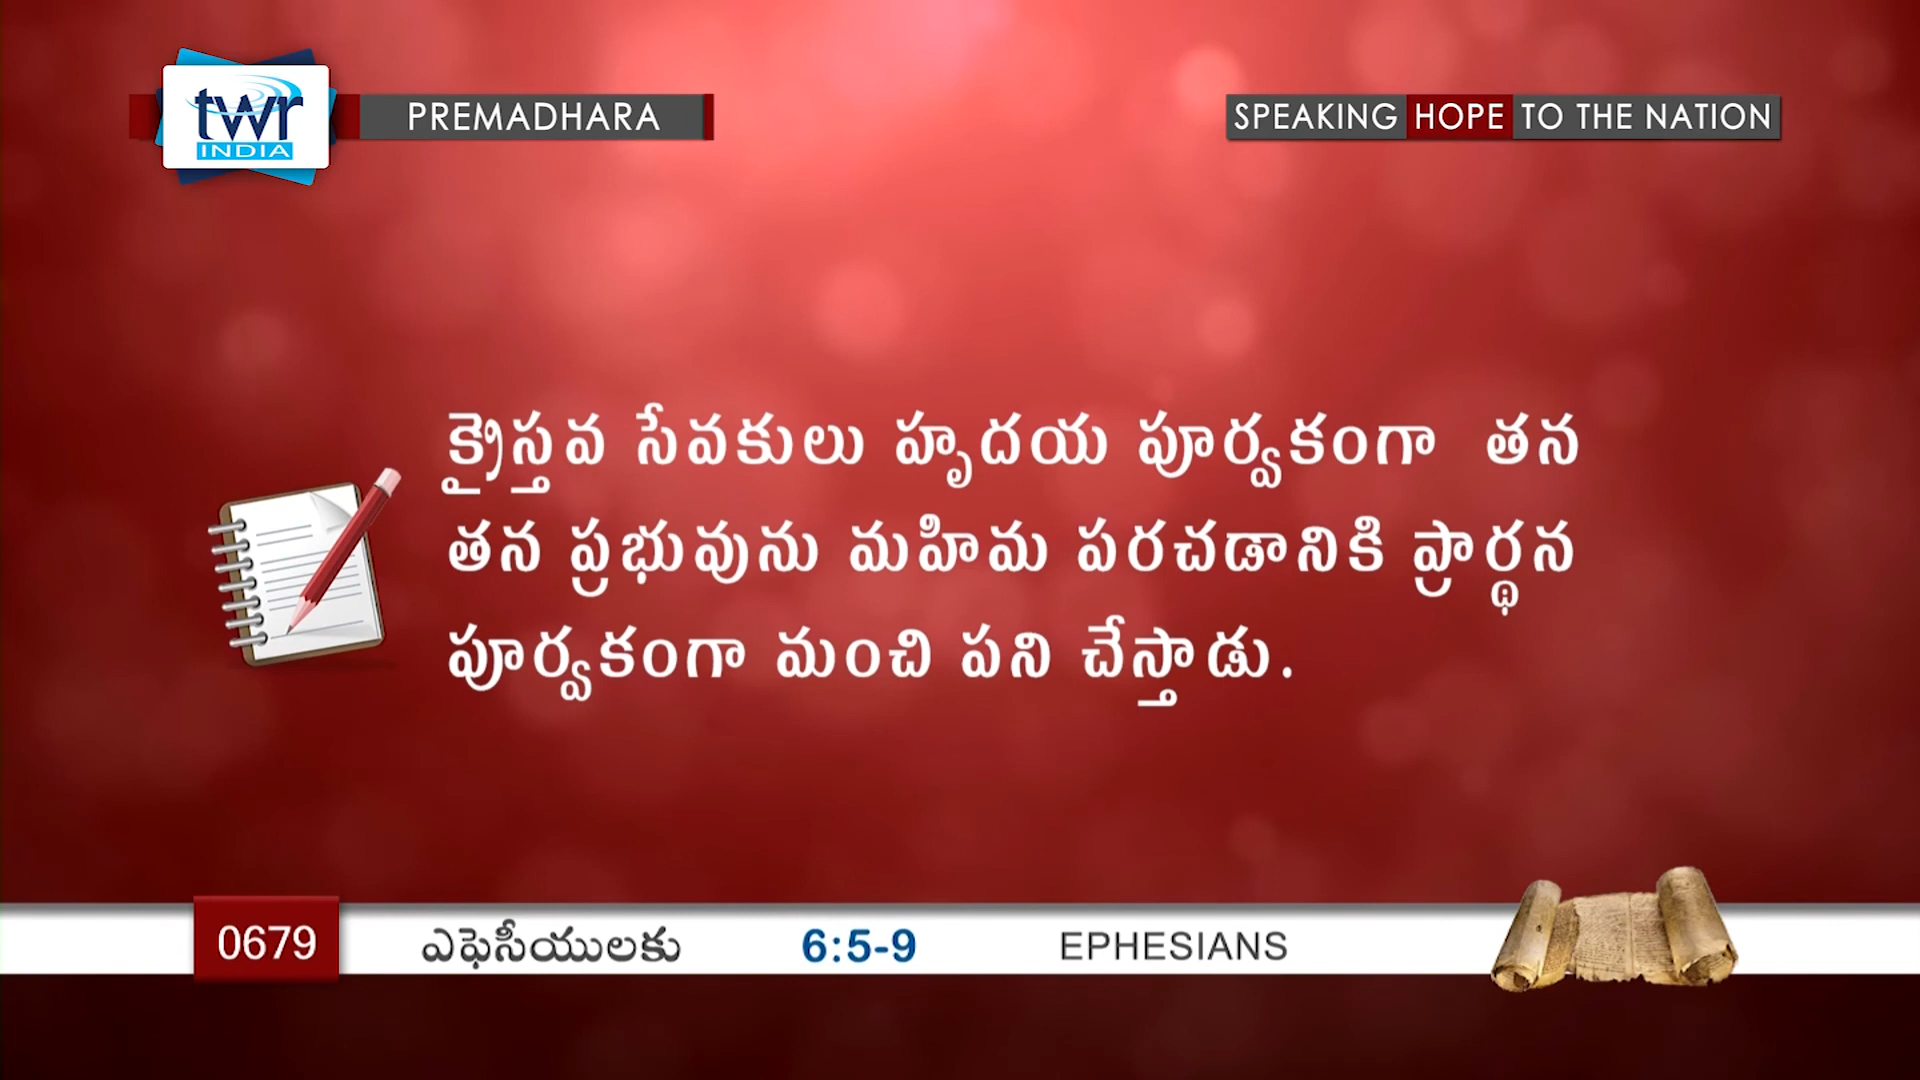 twr
INDIA
PREMADHARA
SPEAKING HOPE TO THE NATION
క్రైస్తవ సేవకులు హృదయ పూర్వకంగా తన
తన ప్రభువును మహిమ పరచడానికి ప్రార్థన
పూర్వకంగా మంచి పని చేస్తాడు.
0679 ఎఫెసీయులకు 6:5-9 EPHESIANS